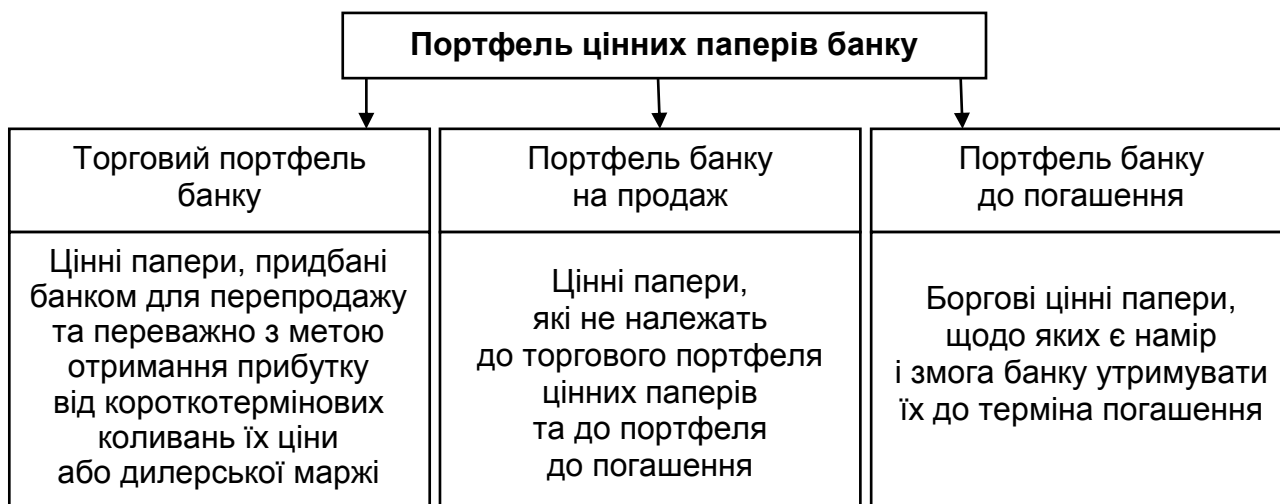 Портфель цінних паперів банку
Торговий портфель
банку
Цінні папери, придбані
банком для перепродажу
та переважно з метою
отримання прибутку
від короткотермінових
коливань їх ціни
або дилерської маржі
Портфель банку
на продаж
Цінні папери,
які не належать
до торгового портфеля
цінних паперів
та до портфеля
до погашення
Портфель банку
до погашення
Боргові цінні папери,
щодо яких є намір
і змога банку утримувати
їх до терміна погашення